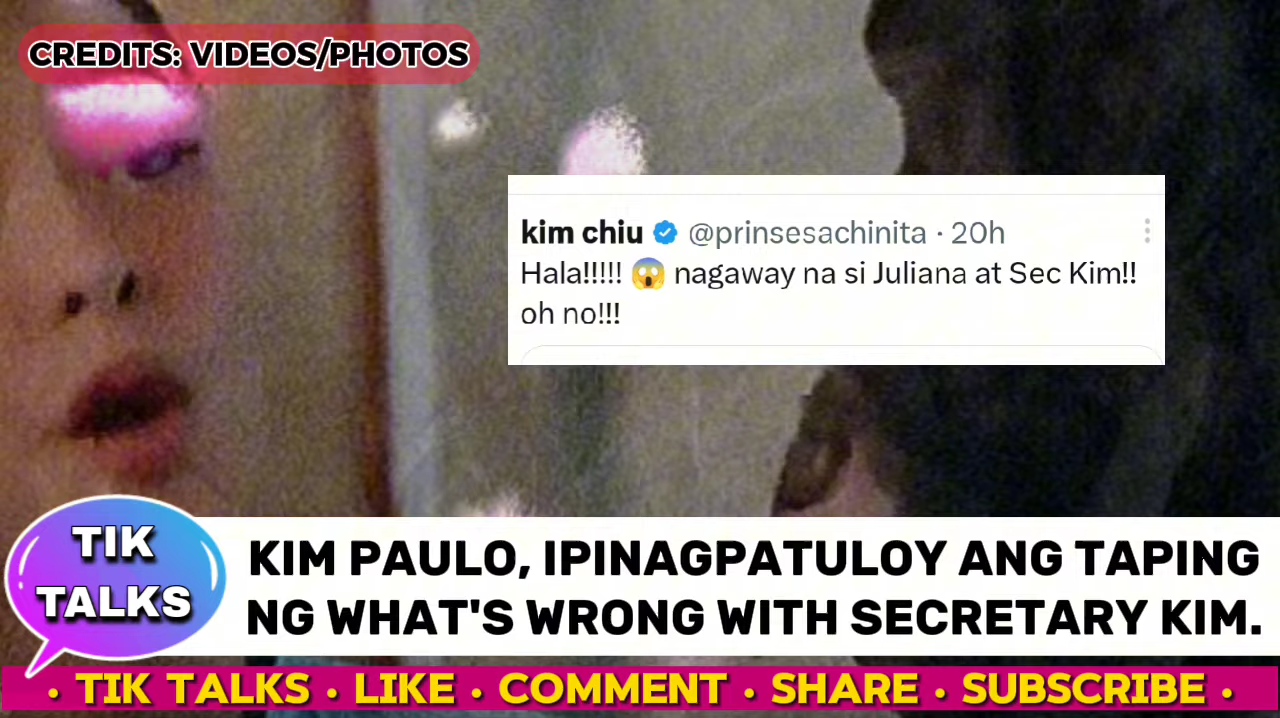 CREDITS: VIDEOS/PHOTOS
kim chiu @prinsesachinita · 20h
Hala!!!!! 😱 nagaway na si Juliana at Sec Kim!!
oh no!!!
TIK
TALKS
KIM PAULO, IPINAGPATULOY ANG TAPING
NG WHAT'S WRONG WITH SECRETARY KIM.
· TIK TALKS · LIKE · COMMENT · SHARE · SUBSCRIBE ·